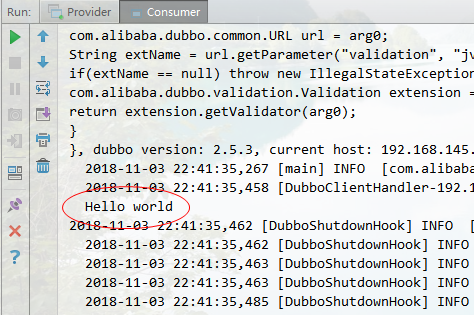 Run: Provider Consumer
com.alibaba.dubbo.common.URL url = arg0;
String extName = url.getParameter("validation", "jv
if(extName == null) throw new IllegalStateException
com.alibaba.dubbo.validation.Validation extension =
return extension.getValidator(arg0);
}
}, dubbo version: 2.5.3, current host: 192.168.145.
2018-11-03 22:41:35,267 [main] INFO [com.alibaba
2018-11-03 22:41:35,458 [DubboClientHandler-192.1
Hello world
2018-11-03 22:41:35,462 [DubboShutdownHook] INFO [
2018-11-03 22:41:35,462 [DubboShutdownHook] INFO
2018-11-03 22:41:35,463 [DubboShutdownHook] INFO
2018-11-03 22:41:35,463 [DubboShutdownHook] INFO
2018-11-03 22:41:35,485 [DubboShutdownHook] INFO